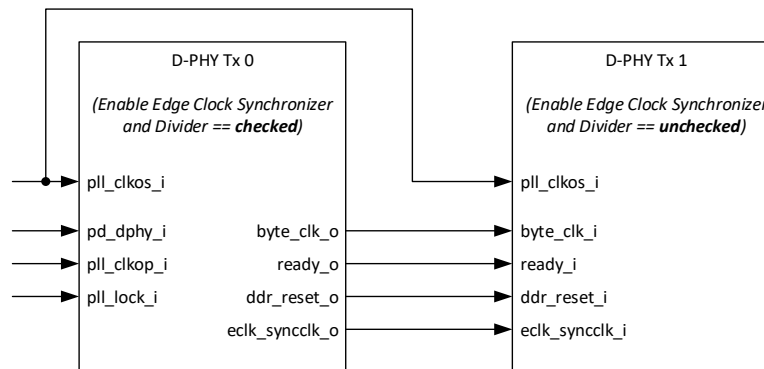 D-PHY Tx 0
(Enable Edge Clock Synchronizer
and Divider == checked)
pll_clkos_i
pd_dphy_i
pll_clkop_i
pll_lock_i
byte_clk_o
ready_o
ddr_reset_o
eclk_syncclk_o
D-PHY Tx 1
(Enable Edge Clock Synchronizer
and Divider == unchecked)
pll_clkos_i
byte_clk_i
ready_i
ddr_reset_i
eclk_syncclk_i